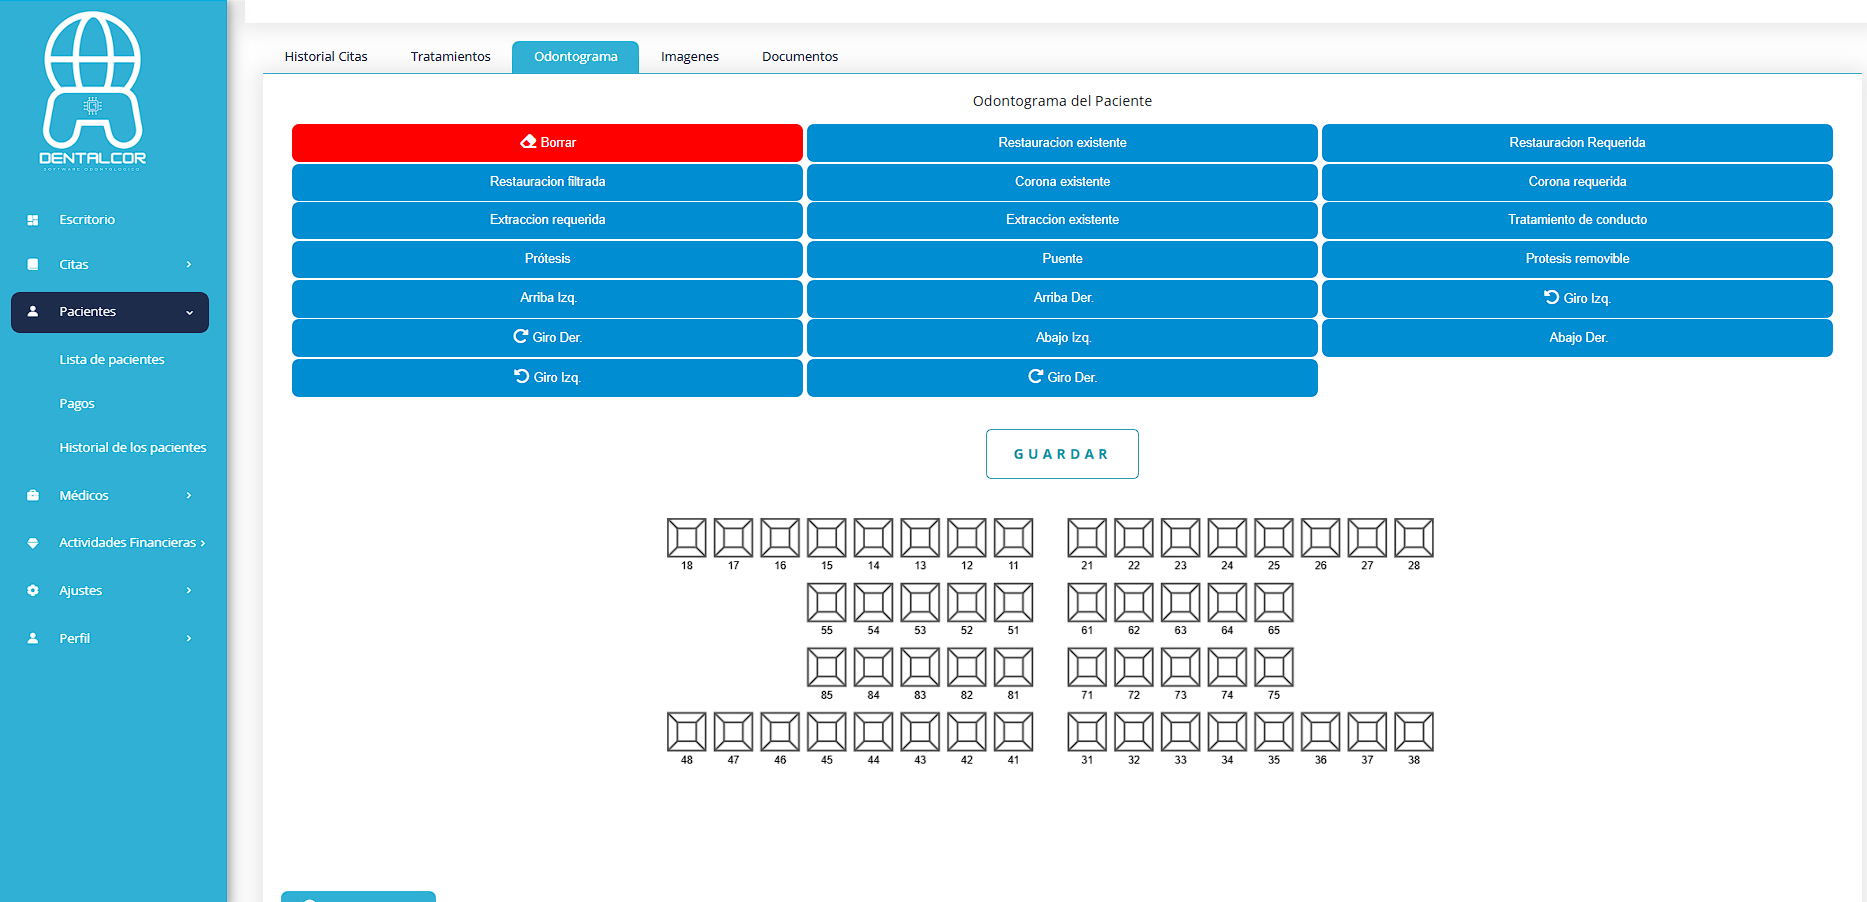 DENTALCOR
SOFTWARE ODONTOLOGICO
Escritorio
Citas
Pacientes
Lista de pacientes
Pagos
Historial de los pacientes
Médicos
Actividades Financieras
Ajustes
Perfil
Historial Citas Tratamientos Odontograma Imagenes Documentos
Odontograma del Paciente
Borrar Restauracion existente Restauracion Requerida
Restauracion filtrada Corona existente Corona requerida
Extraccion requerida Extraccion existente Tratamiento de conducto
Prótesis Puente Protesis removible
Arriba Izq. Arriba Der. Giro Izq.
Giro Der. Abajo Izq. Abajo Der.
Giro Izq. Giro Der.
GUARDAR
18 17 16 15 14 13 12 11 21 22 23 24 25 26 27 28
55 54 53 52 51 61 62 63 64 65
85 84 83 82 81 71 72 73 74 75
48 47 46 45 44 43 42 41 31 32 33 34 35 36 37 38